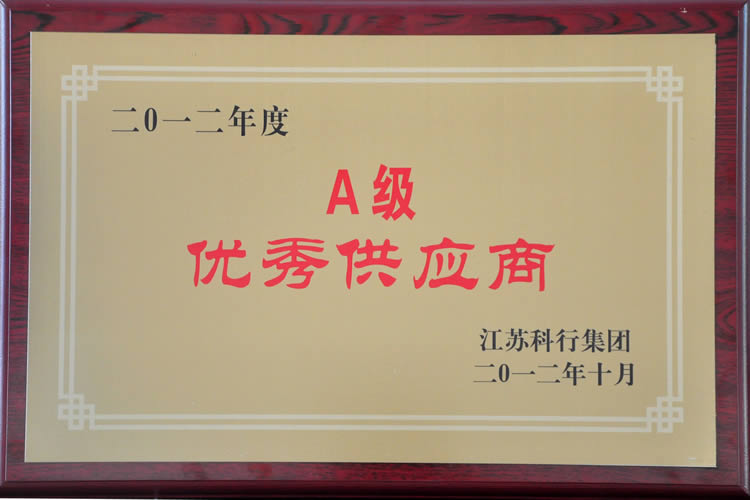 二0一二年度
A级
优秀供应商
江苏科行集团
二0一二年十月